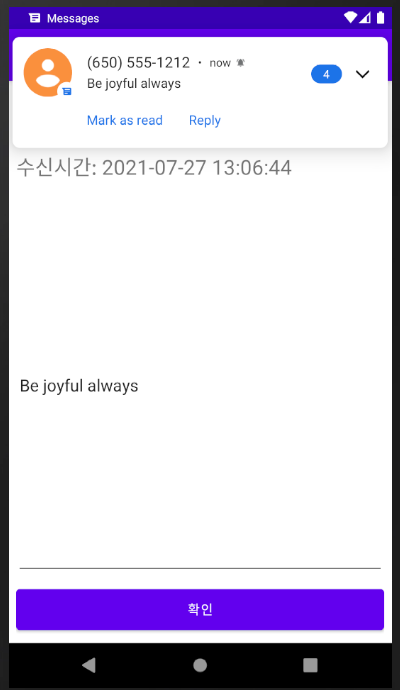 Messages
(650) 555-1212 · now
4
Be joyful always
Mark as read Reply
수신시간: 2021-07-27 13:06:44
Be joyful always
확인